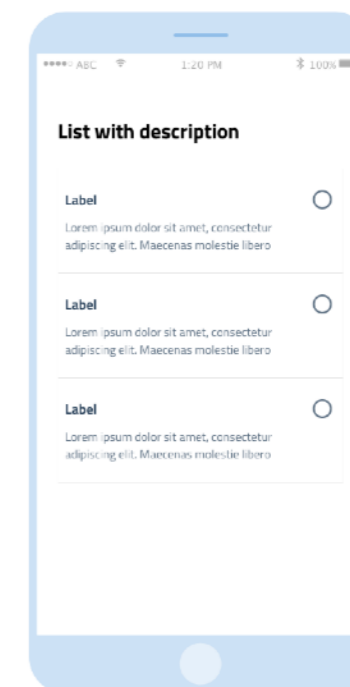 ABC 1:20 PM 100%
List with description
Label
Lorem ipsum dolor sit amet, consectetur
adipiscing elit. Maecenas molestie libero
Label
Lorem ipsum dolor sit amet, consectetur
adipiscing elit. Maecenas molestie libero
Label
Lorem ipsum dolor sit amet, consectetur
adipiscing elit. Maecenas molestie libero